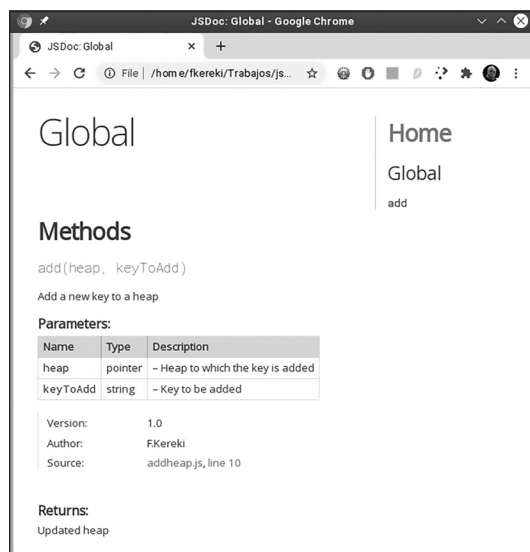 JSDoc: Global - Google Chrome
JSDoc: Global
File | /home/fkereki/Trabajos/js...
Global
Methods
add(heap, keyToAdd)
Add a new key to a heap
Parameters:
Name Type Description
heap pointer – Heap to which the key is added
keyToAdd string – Key to be added
Version: 1.0
Author: F.Kereki
Source: addheap.js, line 10
Returns:
Updated heap
Home
Global
add